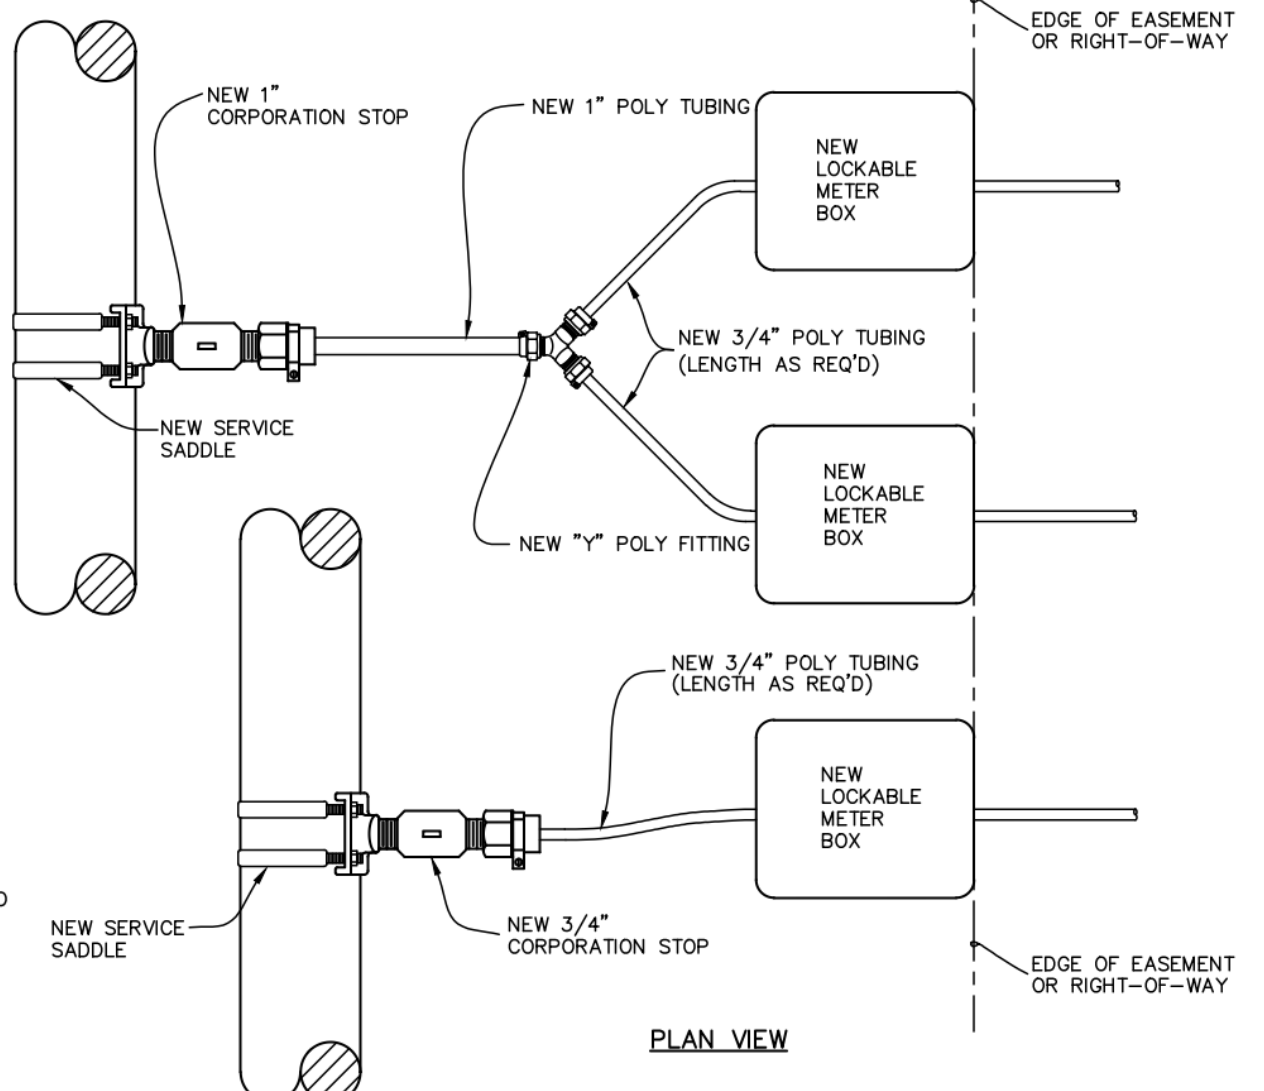 EDGE OF EASEMENT
OR RIGHT-OF-WAY
NEW 1"
CORPORATION STOP
NEW 1" POLY TUBING
NEW
LOCKABLE
METER
BOX
NEW 3/4" POLY TUBING
(LENGTH AS REQ'D)
NEW SERVICE
SADDLE
NEW
LOCKABLE
METER
BOX
NEW "Y" POLY FITTING
NEW 3/4" POLY TUBING
(LENGTH AS REQ'D)
NEW
LOCKABLE
METER
BOX
NEW SERVICE
SADDLE
NEW 3/4"
CORPORATION STOP
EDGE OF EASEMENT
OR RIGHT-OF-WAY
PLAN VIEW